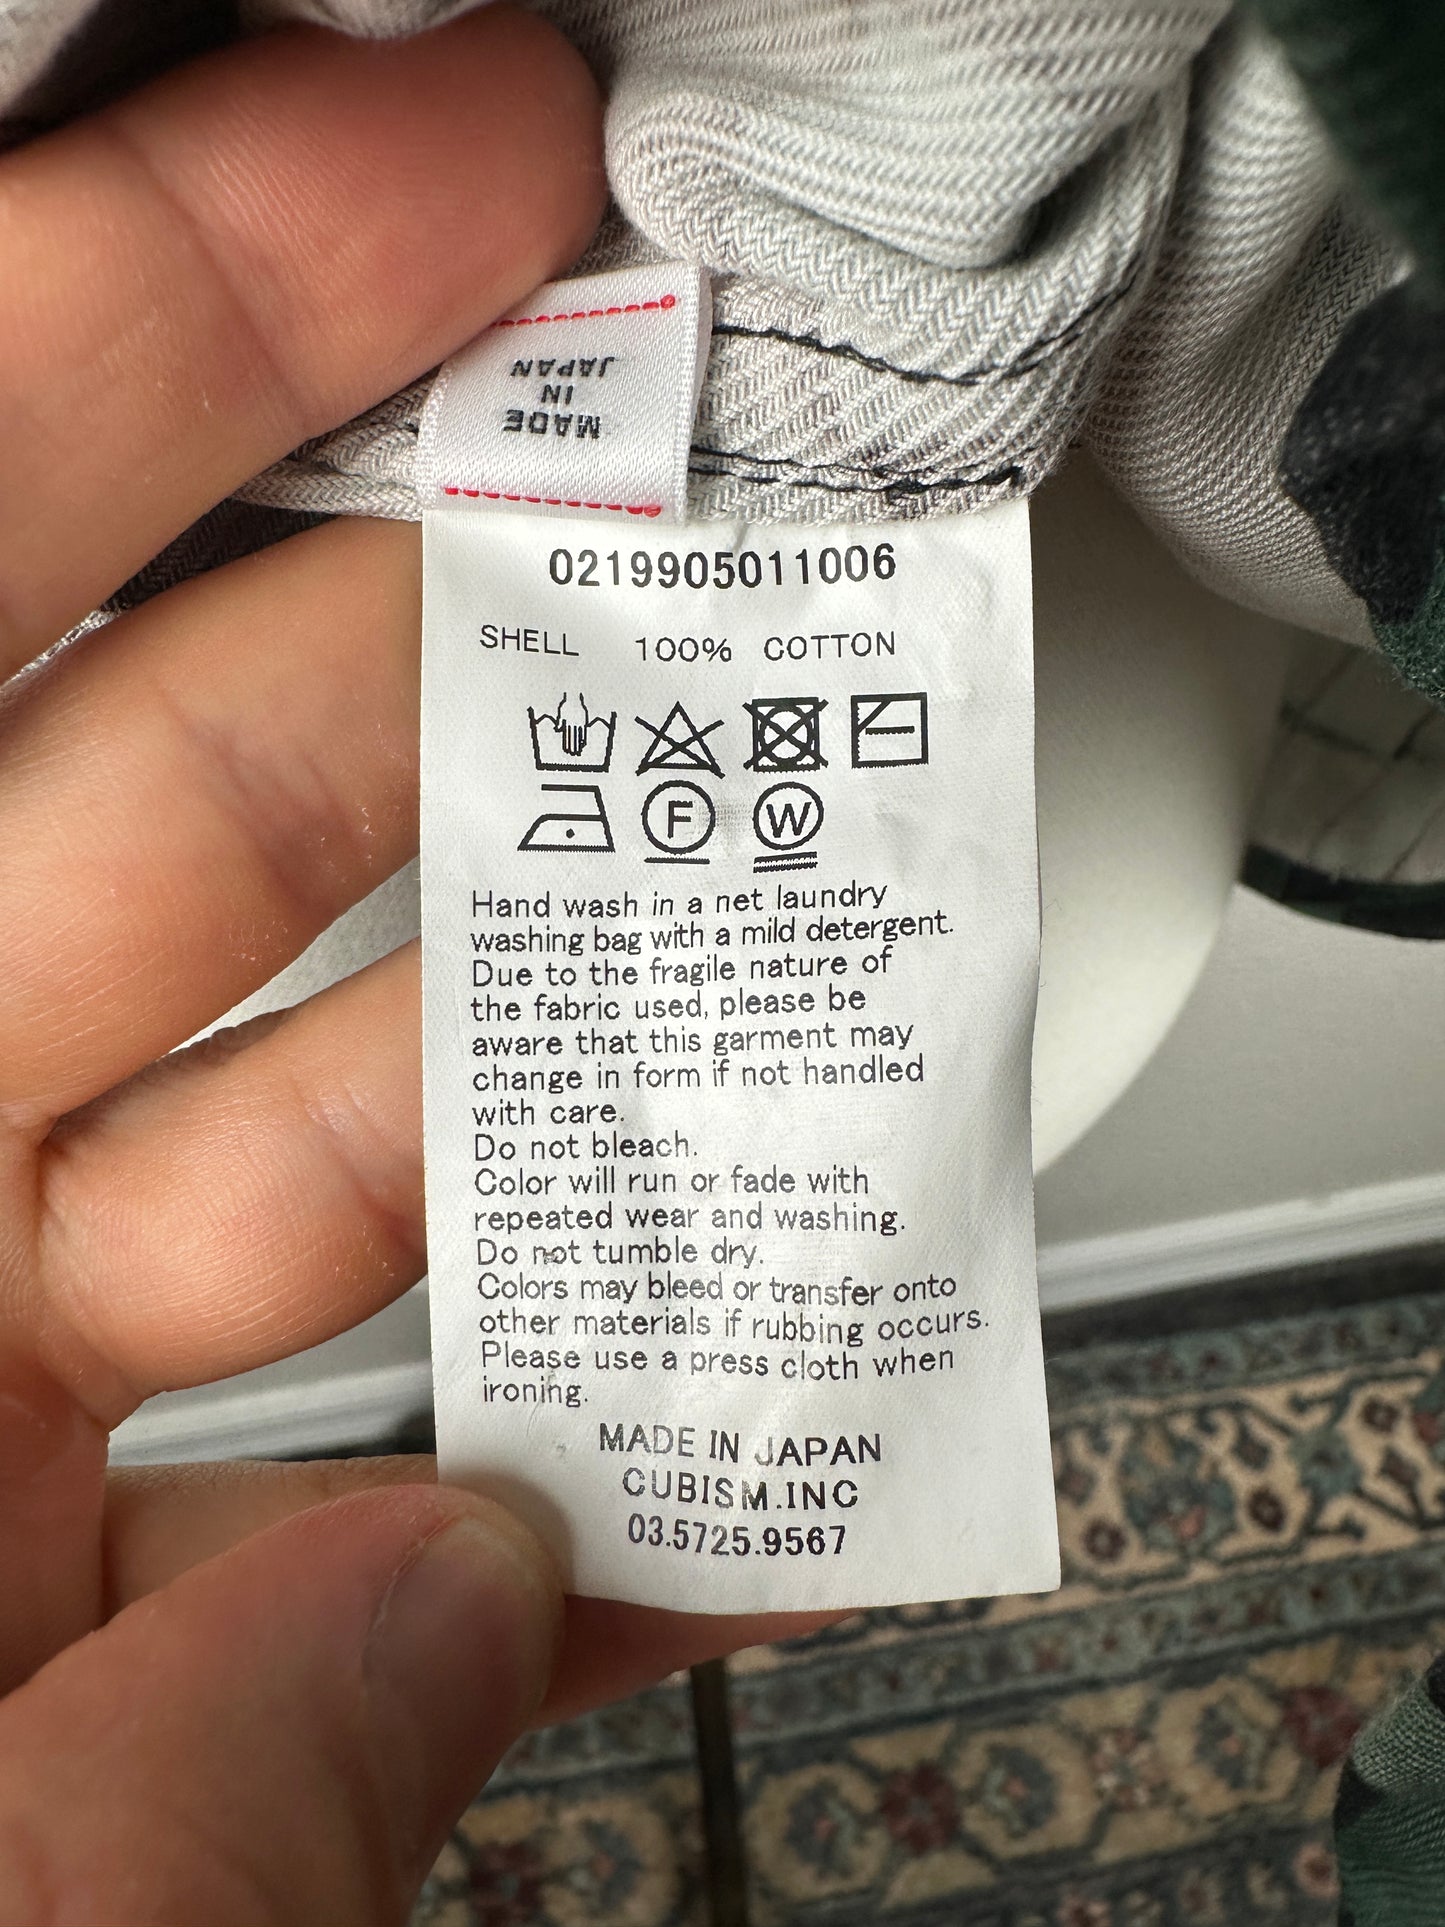 MADE
IN
JAPAN
0219905011006
SHELL 100% COTTON
F W
Hand wash in a net laundry
washing bag with a mild detergent.
Due to the fragile nature of
the fabric used, please be
aware that this garment may
change in form if not handled
with care.
Do not bleach.
Color will run or fade with
repeated wear and washing.
Do not tumble dry.
Colors may bleed or transfer onto
other materials if rubbing occurs.
Please use a press cloth when
ironing.
MADE IN JAPAN
CUBISM.INC
03.5725.9567